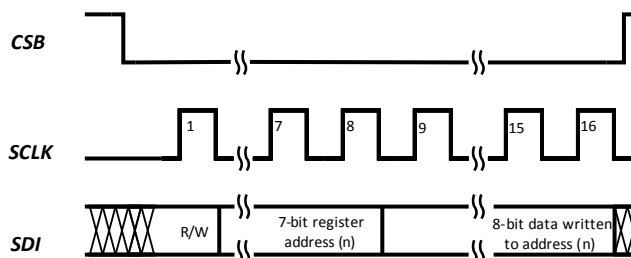 CSB
1
7
8
9
15
16
SCLK
R/W
7-bit register
address (n)
8-bit data written
to address (n)
SDI